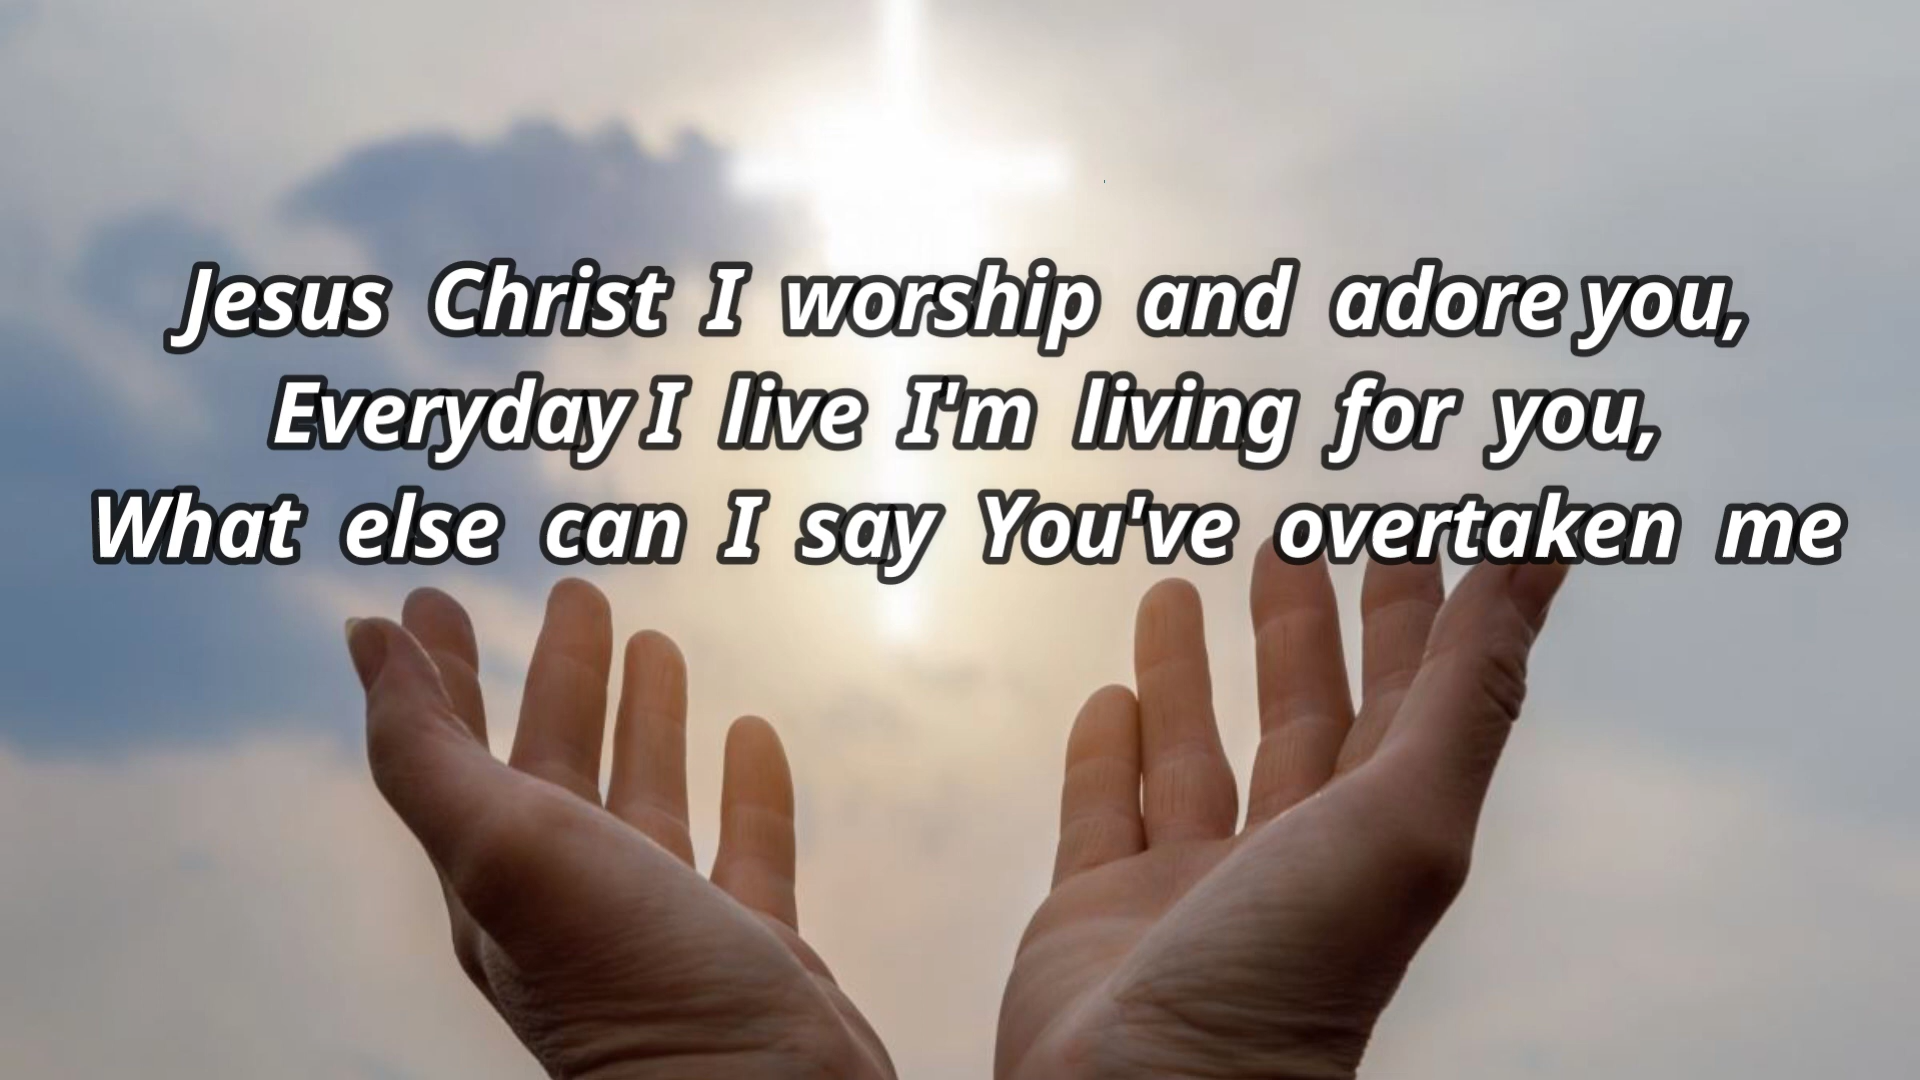 Jesus Christ I worship and adore you,
Everyday I live I'm living for you,
What else can I say You've overtaken me